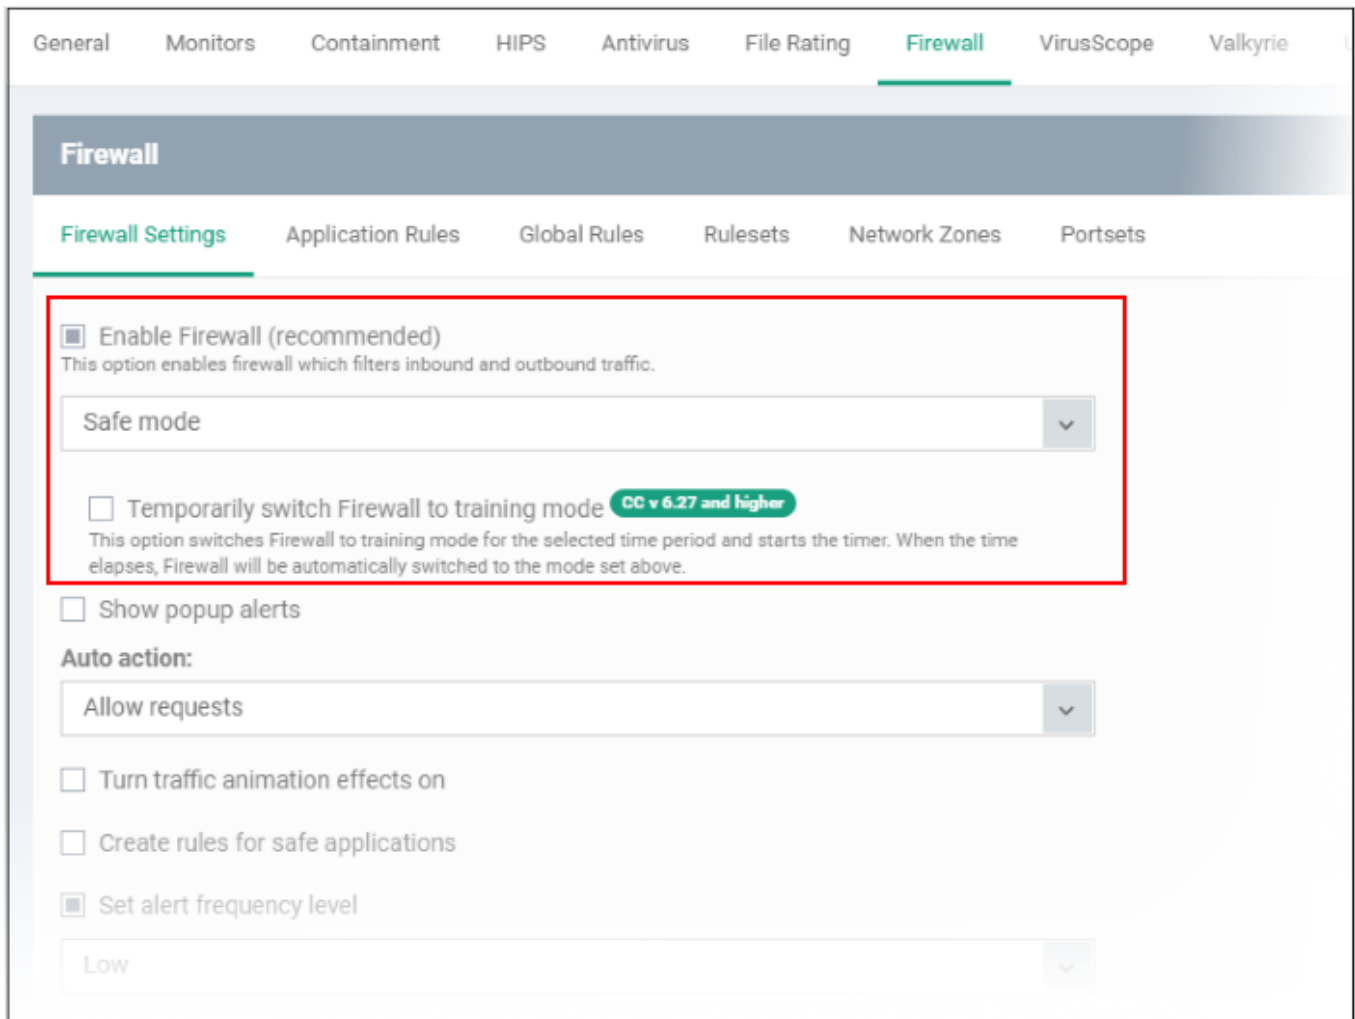 General Monitors Containment HIPS Antivirus File Rating Firewall VirusScope Valkyrie
Firewall
Firewall Settings Application Rules Global Rules Rulesets Network Zones Portsets
Enable Firewall (recommended)
This option enables firewall which filters inbound and outbound traffic.
Safe mode
Temporarily switch Firewall to training mode CC v 6.27 and higher
This option switches Firewall to training mode for the selected time period and starts the timer. When the time
elapses, Firewall will be automatically switched to the mode set above.
Show popup alerts
Auto action:
Allow requests
Turn traffic animation effects on
Create rules for safe applications
Set alert frequency level
Low